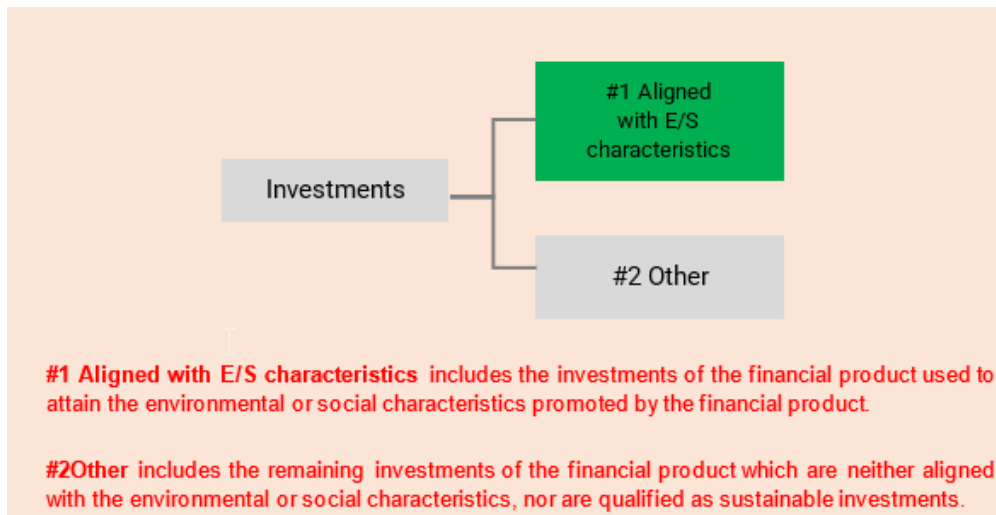 #1 Aligned
with E/S
characteristics
Investments
#2 Other
#1 Aligned with E/S characteristics includes the investments of the financial product used to
attain the environmental or social characteristics promoted by the financial product.
#2Other includes the remaining investments of the financial product which are neither aligned
with the environmental or social characteristics, nor are qualified as sustainable investments.